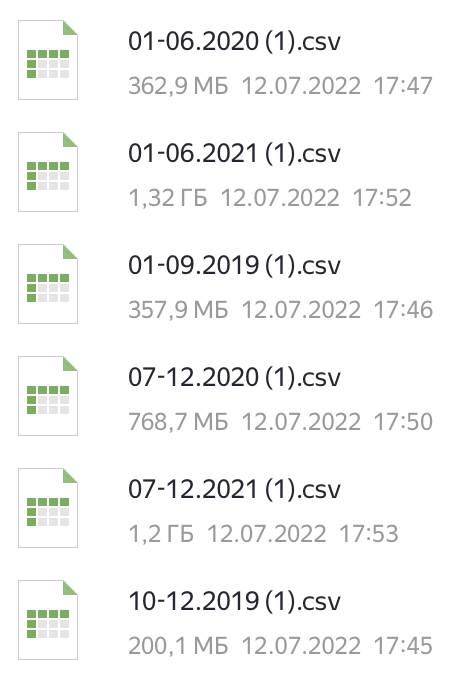 01-06.2020 (1).csv
362,9 МБ 12.07.2022 17:47
01-06.2021 (1).csv
1,32 ГБ 12.07.2022 17:52
01-09.2019 (1).csv
357,9 МБ 12.07.2022 17:46
07-12.2020 (1).csv
768,7 МБ 12.07.2022 17:50
07-12.2021 (1).csv
1,2 ГБ 12.07.2022 17:53
10-12.2019 (1).csv
200,1 МБ 12.07.2022 17:45